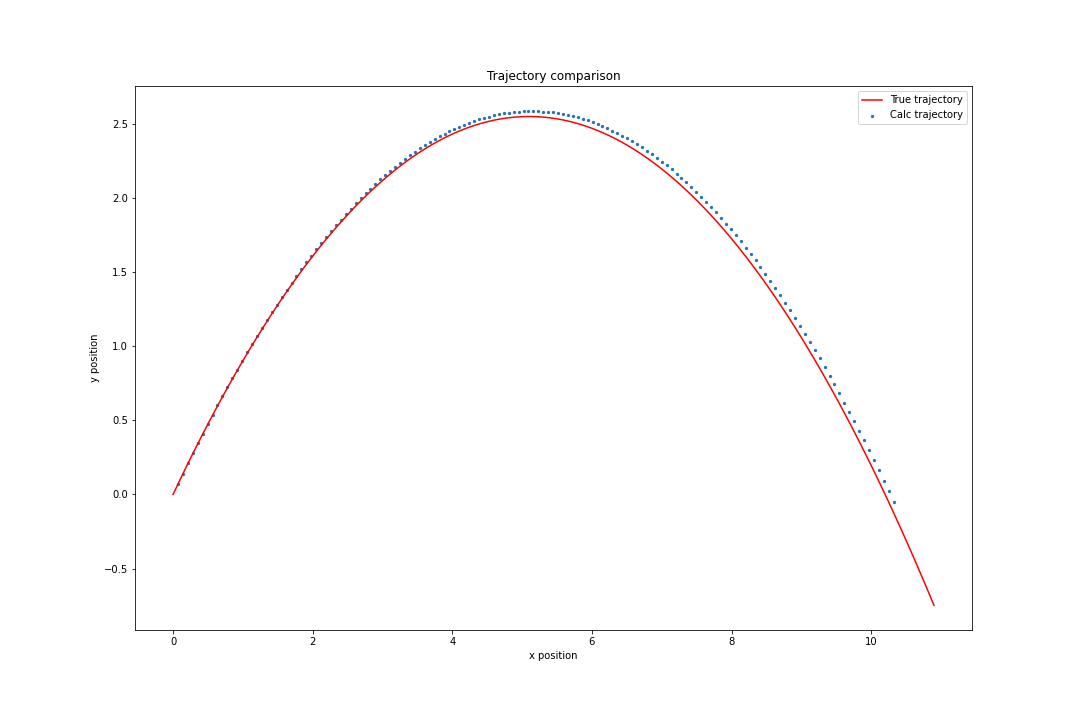 Trajectory comparison
True trajectory
Calc trajectory
2.5
2.0
1.5
1.0
0.5
0.0
−0.5
y position
0 2 4 6 8 10
x position